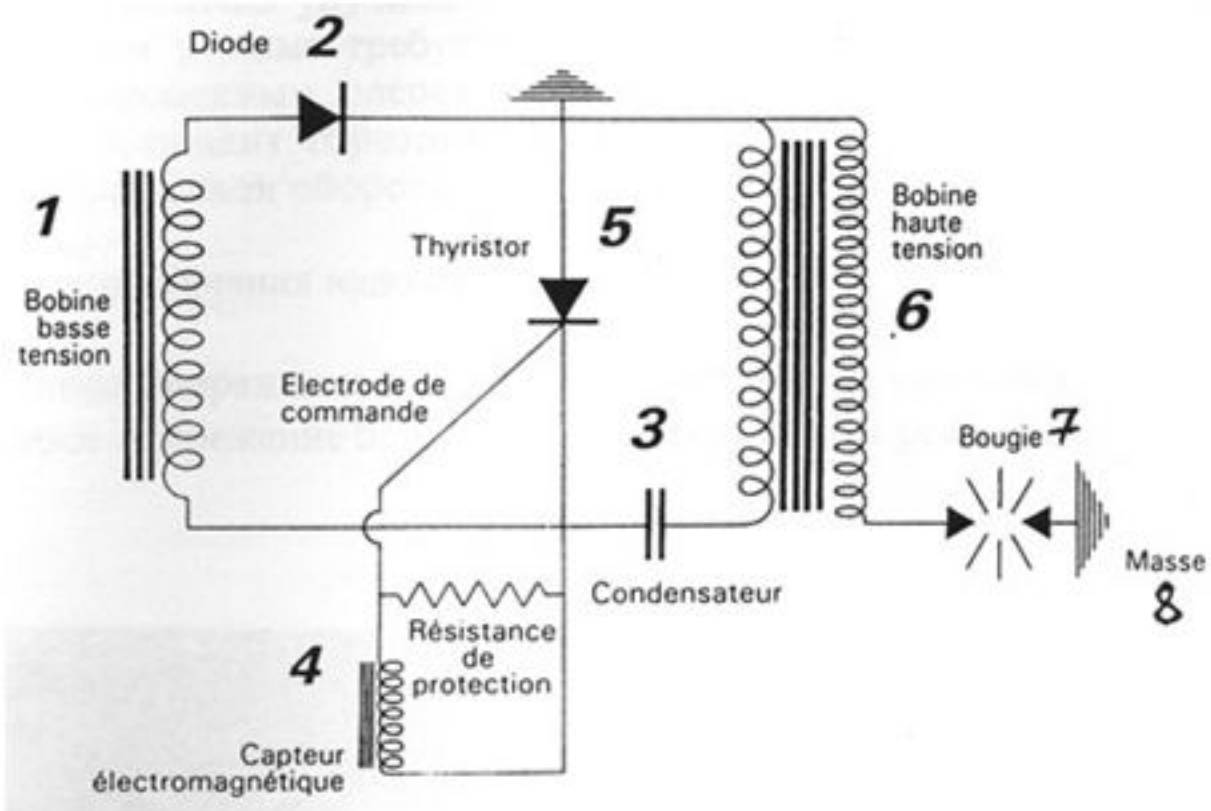 Diode 2
1
Bobine
basse
tension
Thyristor 5
Electrode de
commande
3
Condensateur
Bobine
haute
tension
6
Bougie 7
Masse
8
Résistance
de
protection
4
Capteur
électromagnétique